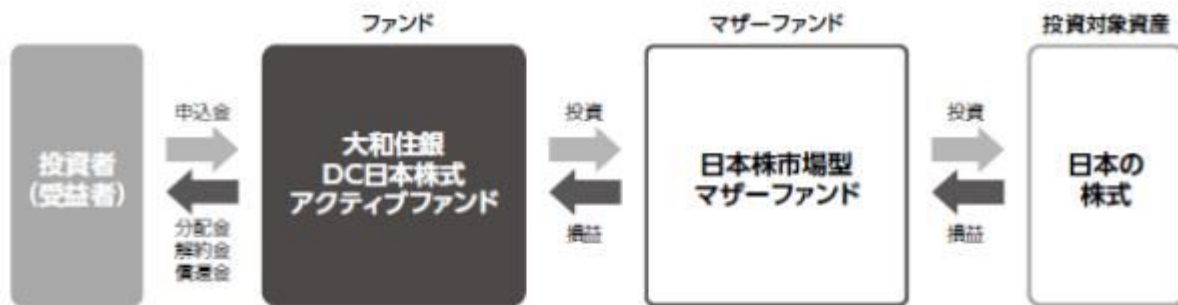 ファンド
マザーファンド
投資対象資産
投資者
(受益者)
申込金
分配金
解約金
償還金
大和住銀
DC日本株式
アクティブファンド
投資
損益
日本株市場型
マザーファンド
投資
損益
日本の
株式